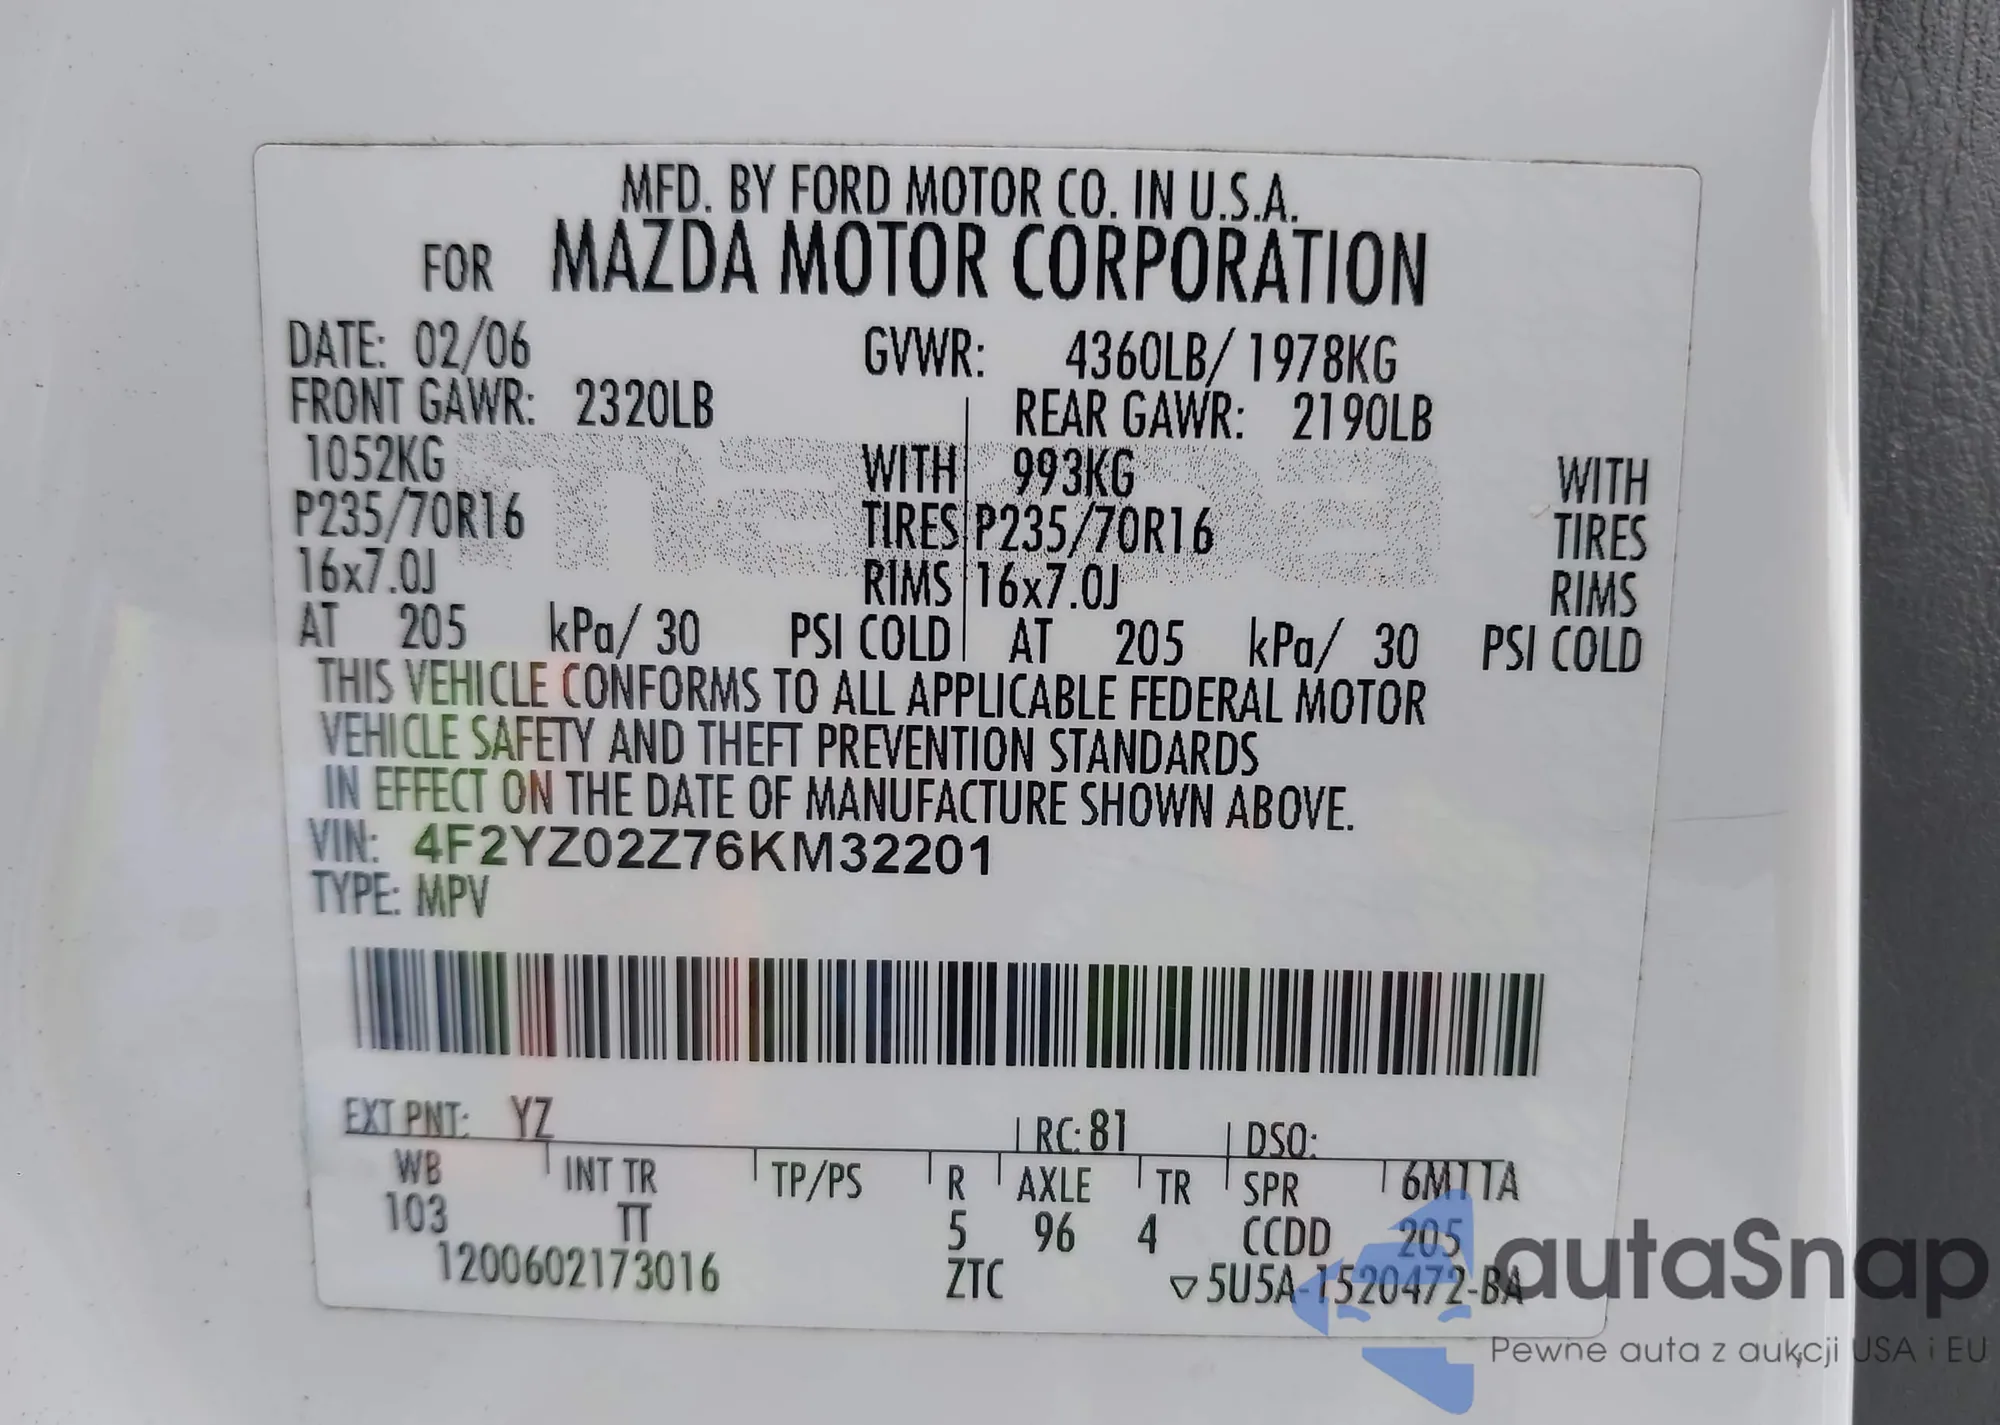 MFD. BY FORD MOTOR CO. IN U.S.A.
FOR MAZDA MOTOR CORPORATION
DATE: 02/06 GVWR: 4360LB/ 1978KG
FRONT GAWR: 2320LB REAR GAWR: 2190LB
1052KG WITH 993KG WITH
P235/70R16 TIRES P235/70R16 TIRES
16x7.0J RIMS 16x7.0J RIMS
AT 205 kPa/ 30 PSI COLD AT 205 kPa/ 30 PSI COLD
THIS VEHICLE CONFORMS TO ALL APPLICABLE FEDERAL MOTOR
VEHICLE SAFETY AND THEFT PREVENTION STANDARDS
IN EFFECT ON THE DATE OF MANUFACTURE SHOWN ABOVE.
VIN: 4F2YZ02Z76KM32201
TYPE: MPV
EXT PNT: YZ RC: 81 DSO:
WB INT TR TP/PS R AXLE TR SPR 6M11A
103 TT 5 96 4 CCDD 205
1200602173016 ZTC ▽5U5A-1520472-BA
autaSnap
Pewne auta z aukcji USA i EU